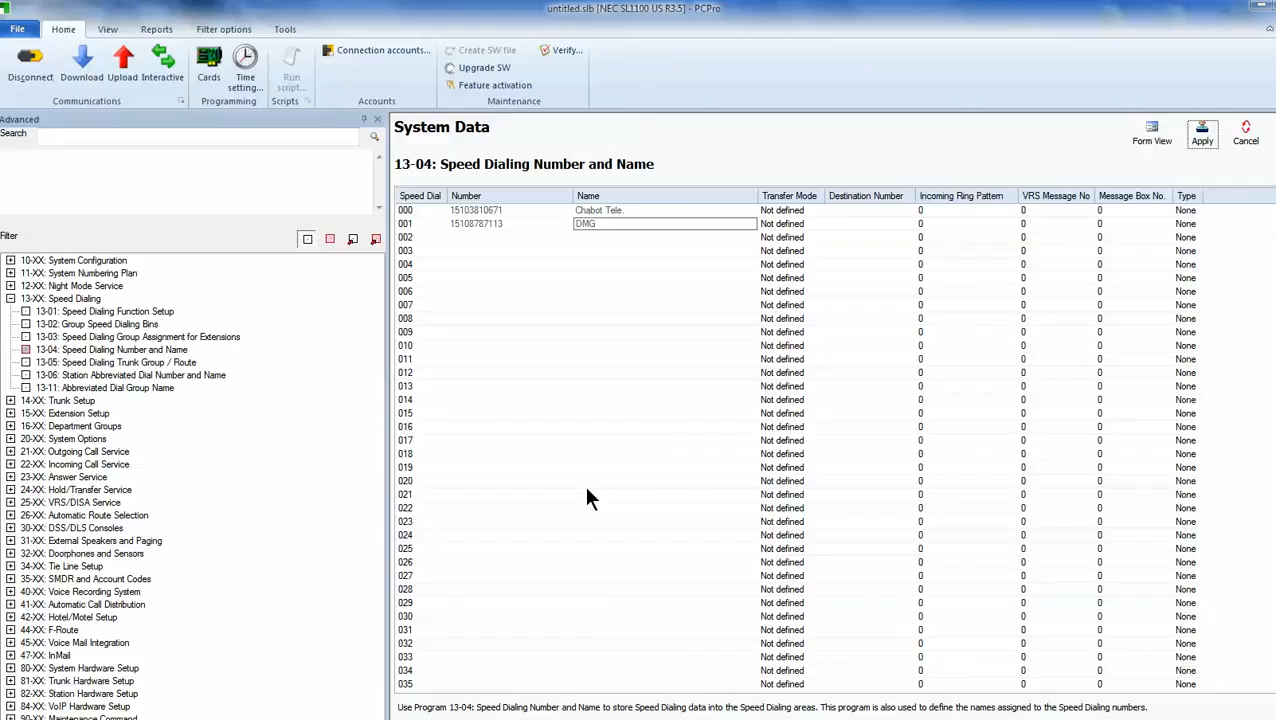 untitled.slb [NEC SL1100 US R3.5] - PCPro
File Home View Reports Filter options Tools
Disconnect Download Upload Interactive
Communications
Cards Time setting...
Programming
Run script...
Scripts
Connection accounts...
Accounts
Create SW file Verify...
Upgrade SW
Feature activation
Maintenance
Advanced
Search
Filter
10-XX: System Configuration
11-XX: System Numbering Plan
12-XX: Night Mode Service
13-XX: Speed Dialing
13-01: Speed Dialing Function Setup
13-02: Group Speed Dialing Bins
13-03: Speed Dialing Group Assignment for Extensions
13-04: Speed Dialing Number and Name
13-05: Speed Dialing Trunk Group / Route
13-06: Station Abbreviated Dial Number and Name
13-11: Abbreviated Dial Group Name
14-XX: Trunk Setup
15-XX: Extension Setup
16-XX: Department Groups
20-XX: System Options
21-XX: Outgoing Call Service
22-XX: Incoming Call Service
23-XX: Answer Service
24-XX: Hold/Transfer Service
25-XX: VRS/DISA Service
26-XX: Automatic Route Selection
30-XX: DSS/DLS Consoles
31-XX: External Speakers and Paging
32-XX: Doorphones and Sensors
34-XX: Tie Line Setup
35-XX: SMDR and Account Codes
40-XX: Voice Recording System
41-XX: Automatic Call Distribution
42-XX: Hotel/Motel Setup
44-XX: F-Route
45-XX: Voice Mail Integration
47-XX: InMail
80-XX: System Hardware Setup
81-XX: Trunk Hardware Setup
82-XX: Station Hardware Setup
84-XX: VoIP Hardware Setup
90-XX: Maintenance Command
System Data
Form View Apply Cancel
13-04: Speed Dialing Number and Name
Speed Dial Number Name Transfer Mode Destination Number Incoming Ring Pattern VRS Message No Message Box No. Type
000 15103810671 Chabot Tele. Not defined 0 0 0 None
001 15108787113 DMG Not defined 0 0 0 None
002 Not defined 0 0 0 None
003 Not defined 0 0 0 None
004 Not defined 0 0 0 None
005 Not defined 0 0 0 None
006 Not defined 0 0 0 None
007 Not defined 0 0 0 None
008 Not defined 0 0 0 None
009 Not defined 0 0 0 None
010 Not defined 0 0 0 None
011 Not defined 0 0 0 None
012 Not defined 0 0 0 None
013 Not defined 0 0 0 None
014 Not defined 0 0 0 None
015 Not defined 0 0 0 None
016 Not defined 0 0 0 None
017 Not defined 0 0 0 None
018 Not defined 0 0 0 None
019 Not defined 0 0 0 None
020 Not defined 0 0 0 None
021 Not defined 0 0 0 None
022 Not defined 0 0 0 None
023 Not defined 0 0 0 None
024 Not defined 0 0 0 None
025 Not defined 0 0 0 None
026 Not defined 0 0 0 None
027 Not defined 0 0 0 None
028 Not defined 0 0 0 None
029 Not defined 0 0 0 None
030 Not defined 0 0 0 None
031 Not defined 0 0 0 None
032 Not defined 0 0 0 None
033 Not defined 0 0 0 None
034 Not defined 0 0 0 None
035 Not defined 0 0 0 None
Use Program 13-04: Speed Dialing Number and Name to store Speed Dialing data into the Speed Dialing areas. This program is also used to define the names assigned to the Speed Dialing numbers.